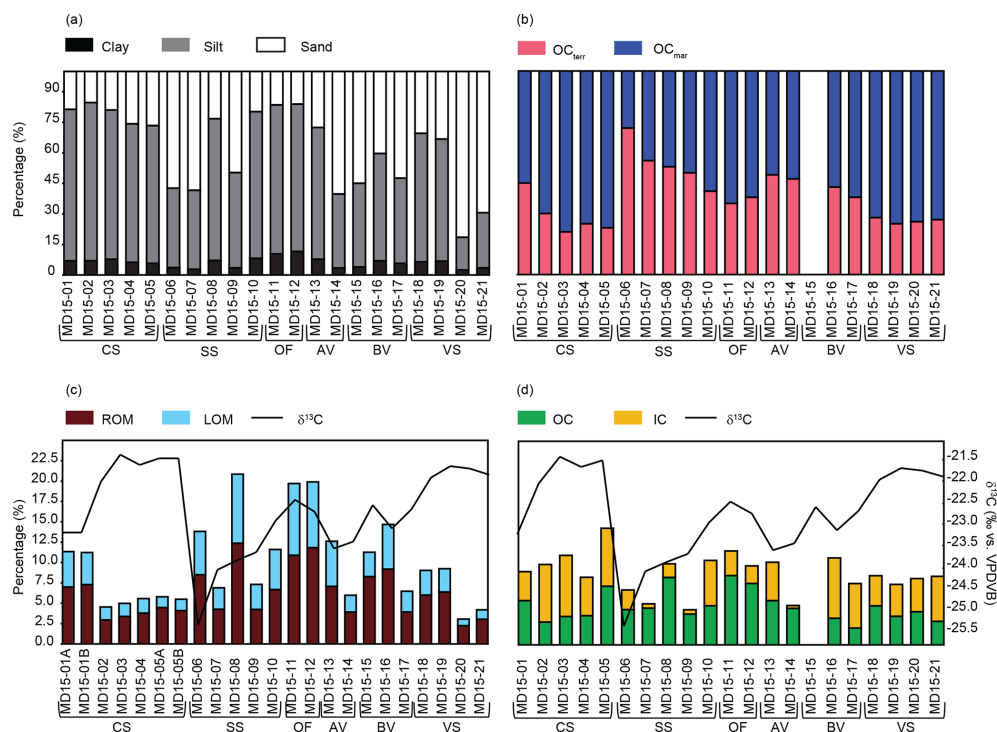 (a)
Clay Silt Sand
Percentage (%)
90
75
60
45
30
15
0
MD15-01 MD15-02 MD15-03 MD15-04 MD15-05 MD15-06 MD15-07 MD15-08 MD15-09 MD15-10 MD15-11 MD15-12 MD15-13 MD15-14 MD15-15 MD15-16 MD15-17 MD15-18 MD15-19 MD15-20 MD15-21
CS SS OF AV BV VS
(b)
OCterr OCmar
MD15-01 MD15-02 MD15-03 MD15-04 MD15-05 MD15-06 MD15-07 MD15-08 MD15-09 MD15-10 MD15-11 MD15-12 MD15-13 MD15-14 MD15-16 MD15-17 MD15-18 MD15-19 MD15-20 MD15-21
CS SS OF AV BV VS
(c)
ROM LOM δ¹³C
Percentage (%)
22.5
20.0
17.5
15.0
12.5
10.0
7.5
5.0
2.5
0.0
MD15-01A MD15-01B MD15-02 MD15-03 MD15-04 MD15-05A MD15-05B MD15-06 MD15-07 MD15-08 MD15-09 MD15-10 MD15-11 MD15-12 MD15-13 MD15-14 MD15-15 MD15-16 MD15-17 MD15-18 MD15-19 MD15-20 MD15-21
CS SS OF AV BV VS
(d)
OC IC δ¹³C
-21.5
-22.0
-22.5
-23.0
-23.5
-24.0
-24.5
-25.0
-25.5
δ¹³C (‰ vs. VPDVB)
MD15-01 MD15-02 MD15-03 MD15-04 MD15-05 MD15-06 MD15-07 MD15-08 MD15-09 MD15-10 MD15-11 MD15-12 MD15-13 MD15-14 MD15-15 MD15-16 MD15-17 MD15-18 MD15-19 MD15-20 MD15-21
CS SS OF AV BV VS